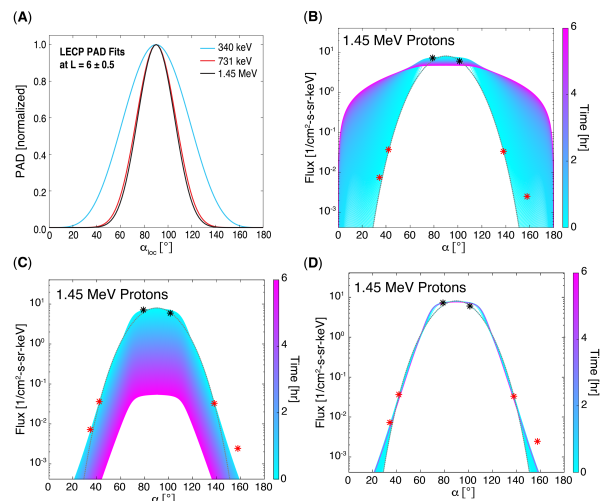 (A)
LECP PAD Fits
at L = 6 ± 0.5
340 keV
731 keV
1.45 MeV
PAD [normalized]
1.0
0.8
0.6
0.4
0.2
0.0
0 20 40 60 80 100 120 140 160 180
αloc [°]
(B)
1.45 MeV Protons
Flux [1/cm²-s-sr-keV]
10¹
10⁰
10⁻¹
10⁻²
10⁻³
0 20 40 60 80 100 120 140 160 180
α [°]
Time [hr]
6
4
2
0
(C)
1.45 MeV Protons
Flux [1/cm²-s-sr-keV]
10¹
10⁰
10⁻¹
10⁻²
10⁻³
0 20 40 60 80 100 120 140 160 180
α [°]
Time [hr]
6
4
2
0
(D)
1.45 MeV Protons
Flux [1/cm²-s-sr-keV]
10¹
10⁰
10⁻¹
10⁻²
10⁻³
0 20 40 60 80 100 120 140 160 180
α [°]
Time [hr]
6
4
2
0